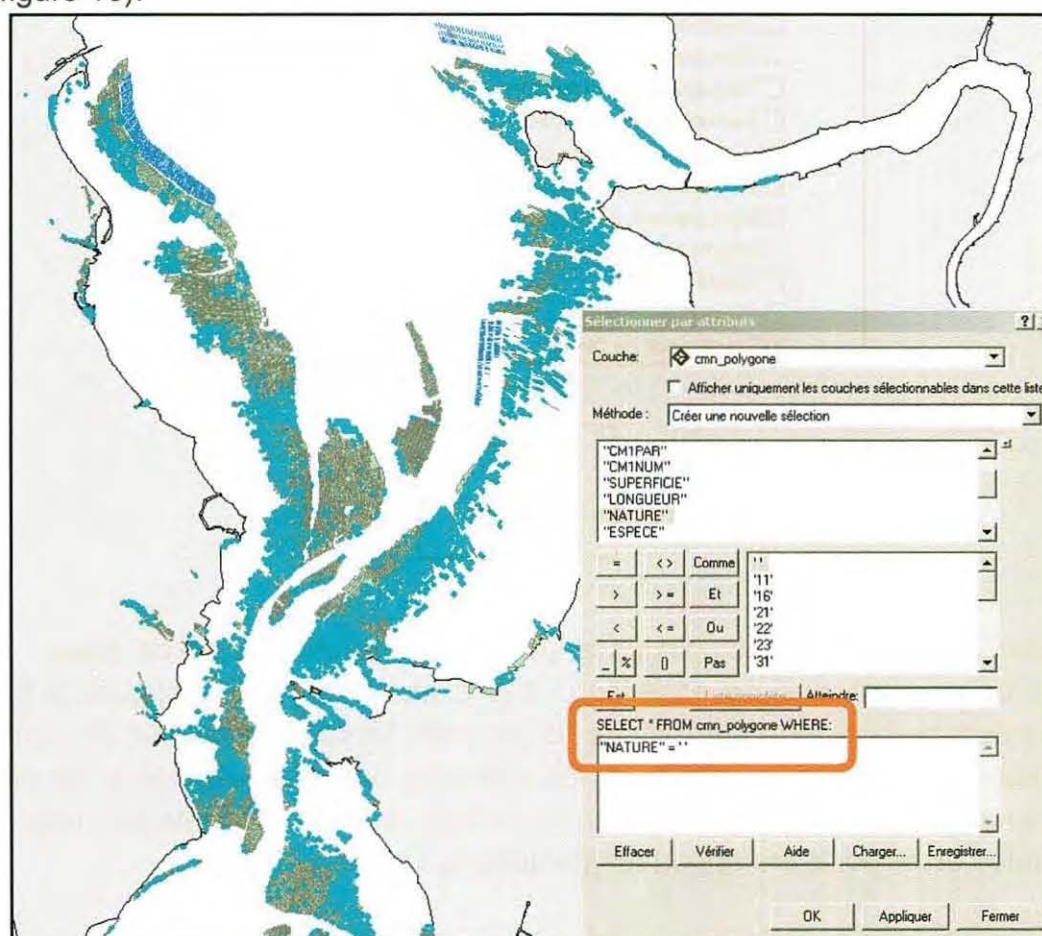 Sélectionner par attributs
Couche:
cmn_polygone
Afficher uniquement les couches sélectionnables dans cette liste
Méthode :
Créer une nouvelle sélection
"CM1PAR"
"CM1NUM"
"SUPERFICIE"
"LONGUEUR"
"NATURE"
"ESPECE"
= <> Comme
> >= Et
< <= Ou
_ % () Pas
''
'11'
'16'
'21'
'22'
'23'
'31'
Est
Liste complète
Atteindre:
SELECT * FROM cmn_polygone WHERE:
"NATURE" = ''
Effacer
Vérifier
Aide
Charger...
Enregistrer...
OK
Appliquer
Fermer